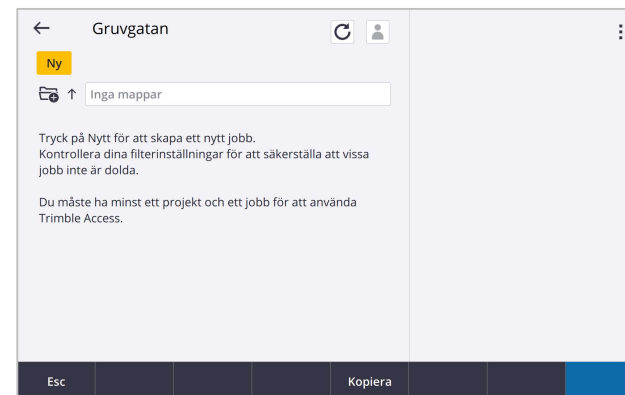 Gruvgatan
Ny
Inga mappar
Tryck på Nytt för att skapa ett nytt jobb.
Kontrollera dina filterinställningar för att säkerställa att vissa
jobb inte är dolda.
Du måste ha minst ett projekt och ett jobb för att använda
Trimble Access.
Esc
Kopiera